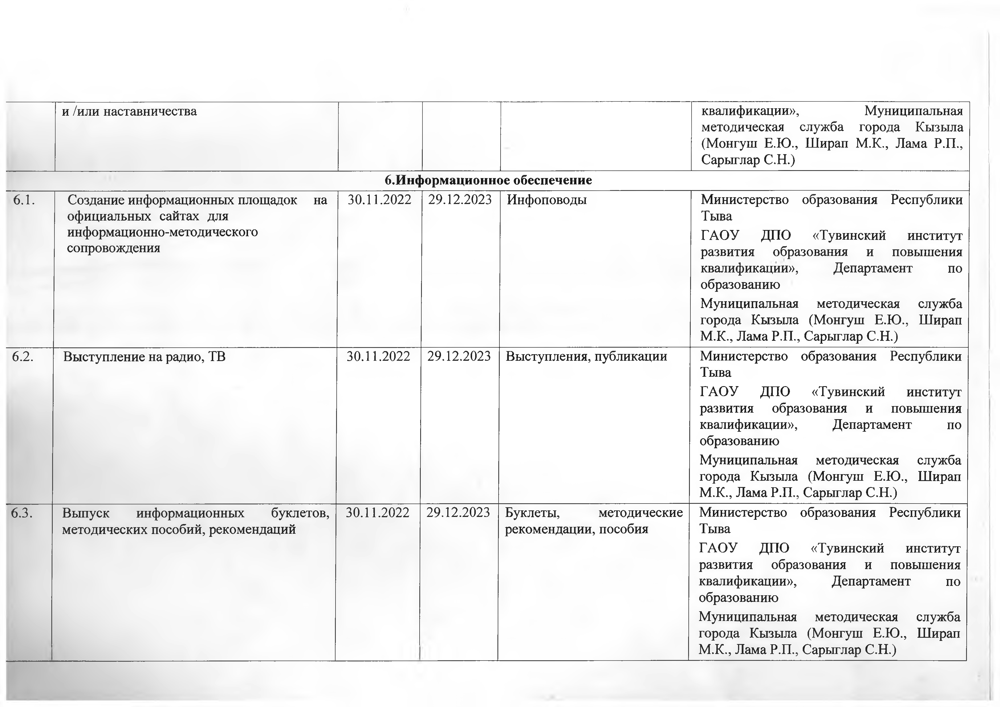 и /или наставничества
квалификации», Муниципальная
методическая служба города Кызыла
(Монгуш Е.Ю., Ширап М.К., Лама Р.П.,
Сарыглар С.Н.)
6.Информационное обеспечение
6.1.
Создание информационных площадок на
официальных сайтах для
информационно-методического
сопровождения
30.11.2022
29.12.2023
Инфоповоды
Министерство образования Республики
Тыва
ГАОУ ДПО «Тувинский институт
развития образования и повышения
квалификации», Департамент по
образованию
Муниципальная методическая служба
города Кызыла (Монгуш Е.Ю., Ширап
М.К., Лама Р.П., Сарыглар С.Н.)
6.2.
Выступление на радио, ТВ
30.11.2022
29.12.2023
Выступления, публикации
Министерство образования Республики
Тыва
ГАОУ ДПО «Тувинский институт
развития образования и повышения
квалификации», Департамент по
образованию
Муниципальная методическая служба
города Кызыла (Монгуш Е.Ю., Ширап
М.К., Лама Р.П., Сарыглар С.Н.)
6.3.
Выпуск информационных буклетов,
методических пособий, рекомендаций
30.11.2022
29.12.2023
Буклеты, методические
рекомендации, пособия
Министерство образования Республики
Тыва
ГАОУ ДПО «Тувинский институт
развития образования и повышения
квалификации», Департамент по
образованию
Муниципальная методическая служба
города Кызыла (Монгуш Е.Ю., Ширап
М.К., Лама Р.П., Сарыглар С.Н.)